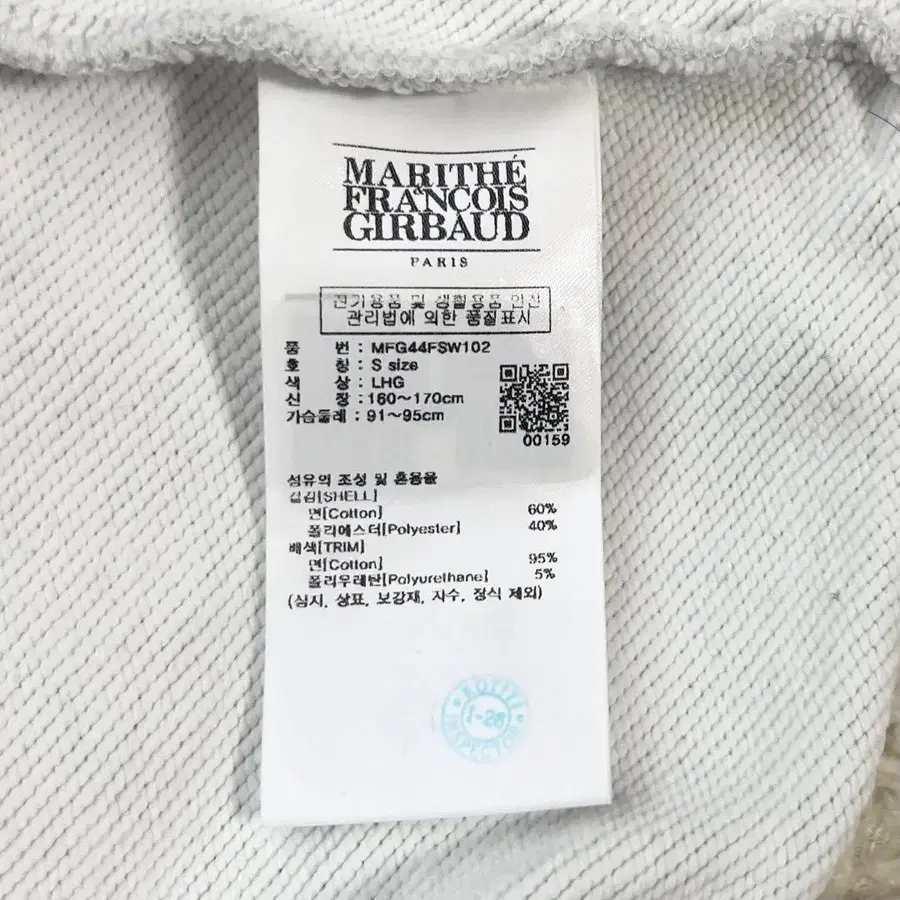 MARITHÉ
FRANÇOIS
&
GIRBAUD
PARIS
전기용품 및 생활용품 안전
관리법에 의한 품질표시
품 번 : MFG44FSW102
호 칭 : S size
색 상 : LHG
신 장 : 160~170cm
가슴둘레 : 91~95cm
00159
섬유의 조성 및 혼용율
겉감[SHELL]
면[Cotton] 60%
폴리에스더[Polyester] 40%
배색[TRIM]
면[Cotton] 95%
폴리우레탄[Polyurethane] 5%
(심지, 상표, 보강재, 자수, 장식 제외)
INSPECTOR